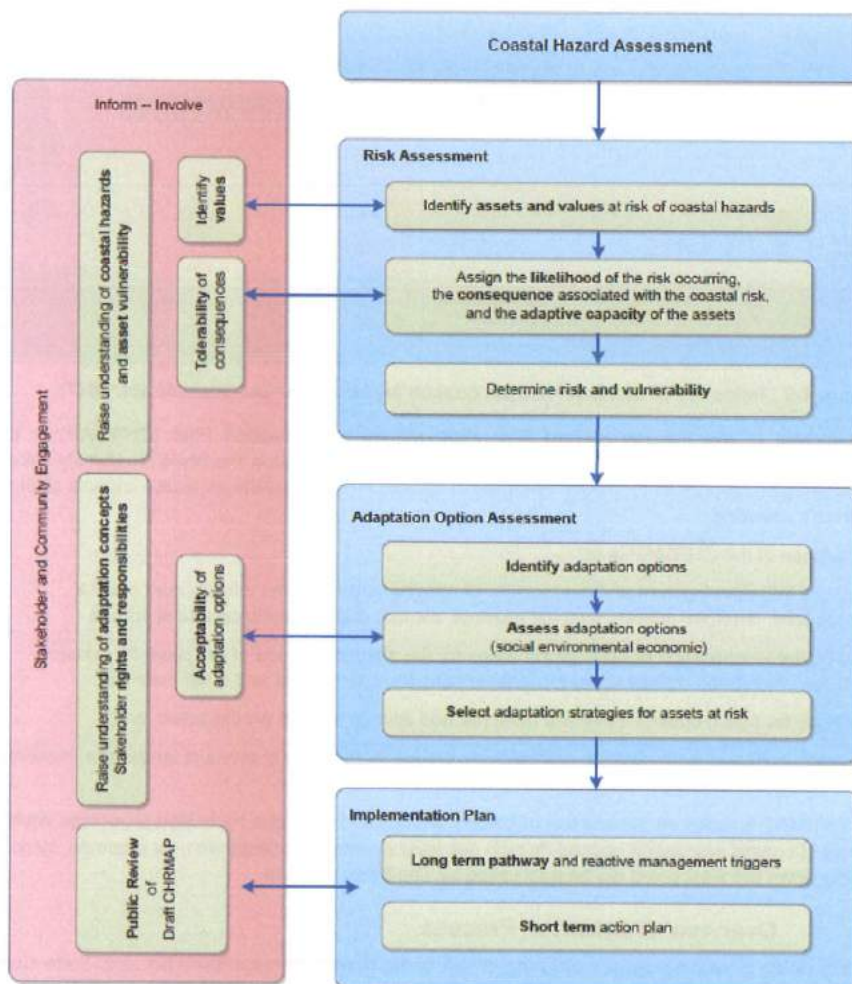 Coastal Hazard Assessment
Inform -- Involve
Stakeholder and Community Engagement
Raise understanding of coastal hazards
and asset vulnerability
Identify
values
Tolerability of
consequences
Raise understanding of adaptation concepts
Stakeholder rights and responsibilities
Acceptability of
adaptation options
Public Review
of
Draft CHRMAP
Risk Assessment
Identify assets and values at risk of coastal hazards
Assign the likelihood of the risk occurring,
the consequence associated with the coastal risk,
and the adaptive capacity of the assets
Determine risk and vulnerability
Adaptation Option Assessment
Identify adaptation options
Assess adaptation options
(social environmental economic)
Select adaptation strategies for assets at risk
Implementation Plan
Long term pathway and reactive management triggers
Short term action plan